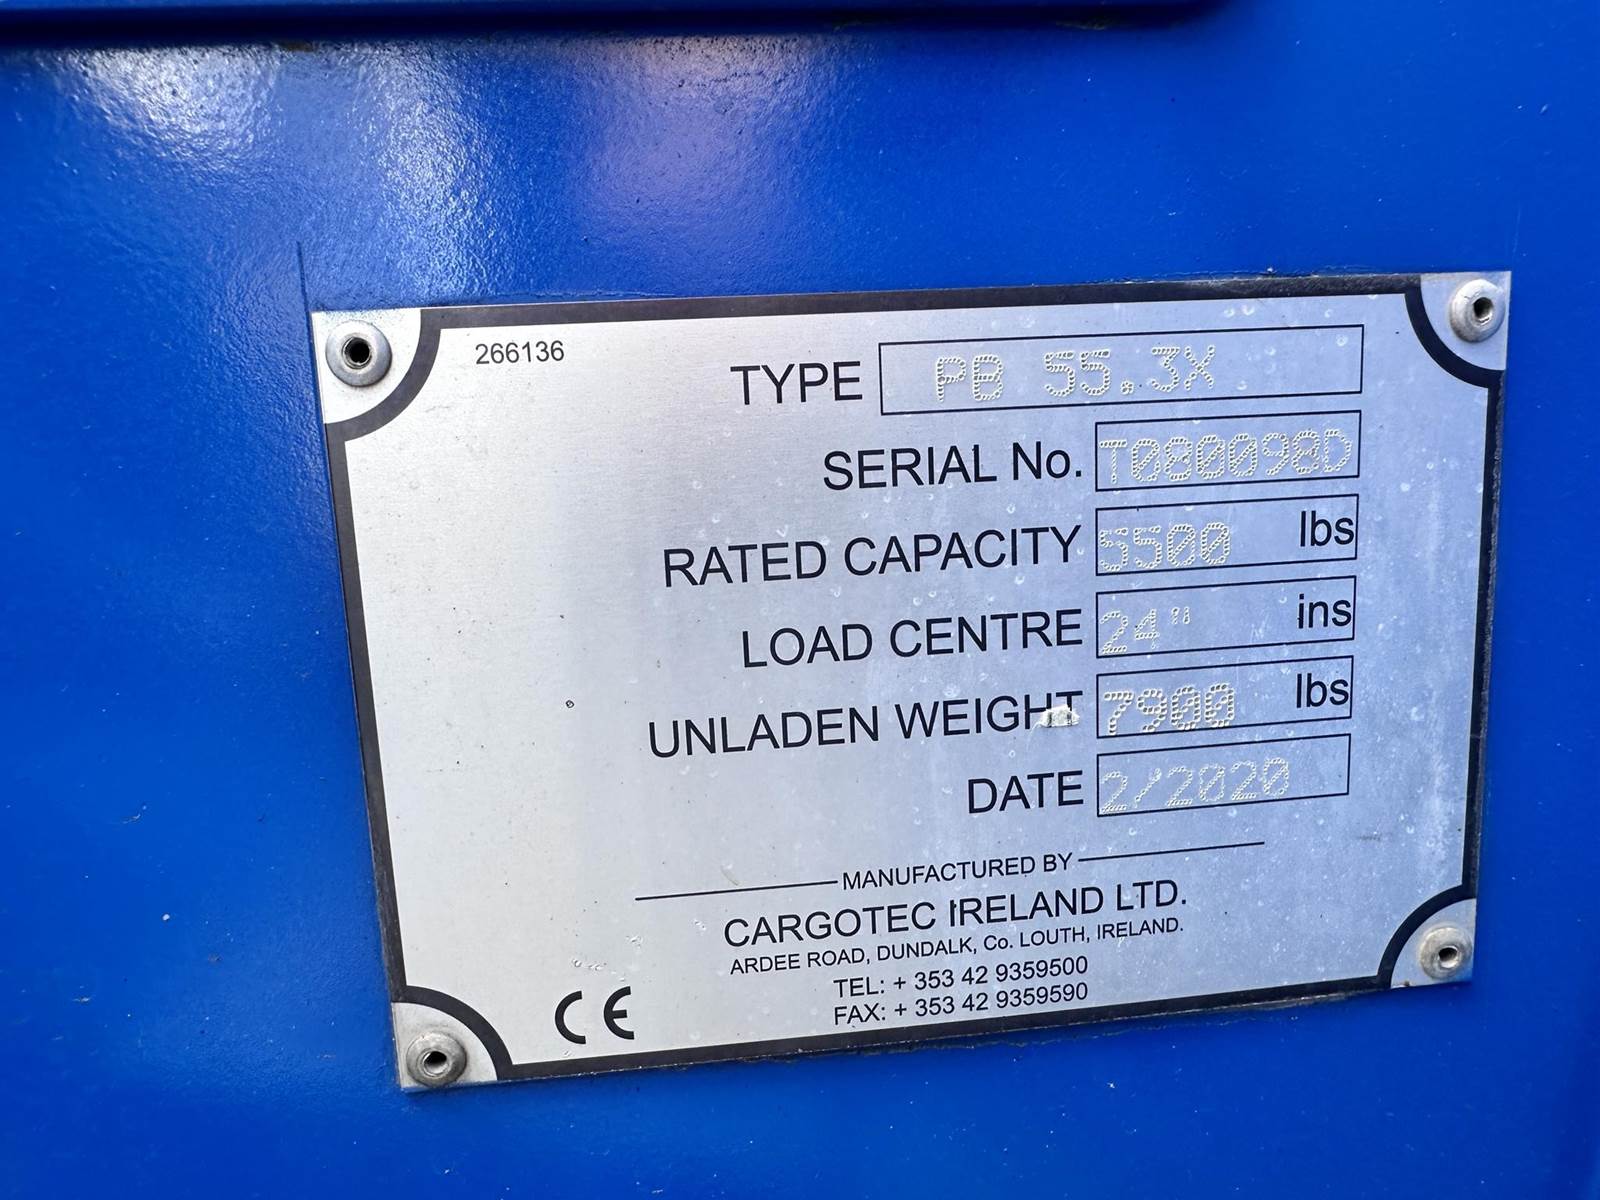 266136
TYPE PB 55.3X
SERIAL No. T080098D
RATED CAPACITY 5500 lbs
LOAD CENTRE 24" ins
UNLADEN WEIGHT 7900 lbs
DATE 2/2020
MANUFACTURED BY
CARGOTEC IRELAND LTD.
ARDEE ROAD, DUNDALK, Co. LOUTH, IRELAND.
TEL: + 353 42 9359500
FAX: + 353 42 9359590
CE